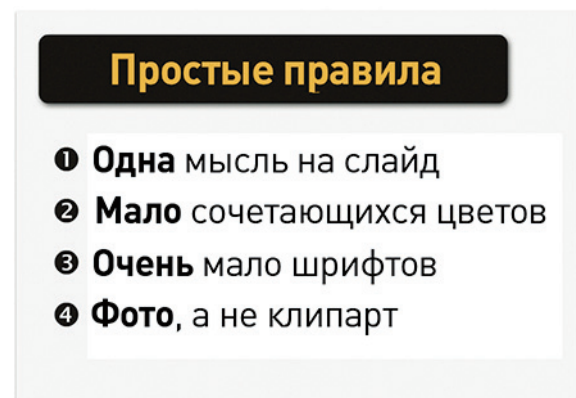 Простые правила
❶ Одна мысль на слайд
❷ Мало сочетающихся цветов
❸ Очень мало шрифтов
❹ Фото, а не клипарт